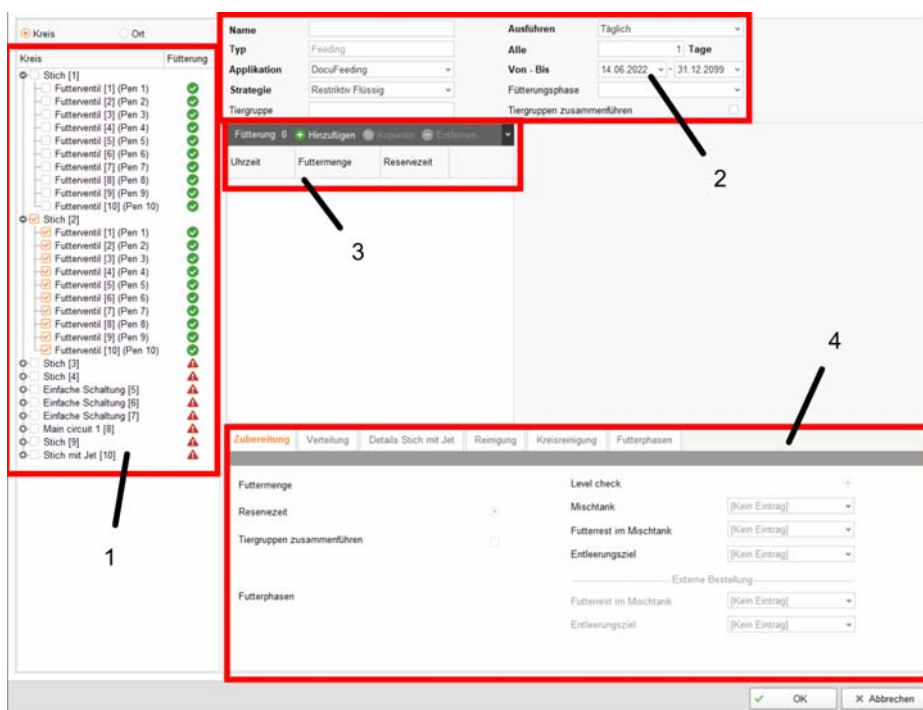 Kreis Ort
Kreis Fütterung
Stich [1]
Futterventil [1] (Pen 1)
Futterventil [2] (Pen 2)
Futterventil [3] (Pen 3)
Futterventil [4] (Pen 4)
Futterventil [5] (Pen 5)
Futterventil [6] (Pen 6)
Futterventil [7] (Pen 7)
Futterventil [8] (Pen 8)
Futterventil [9] (Pen 9)
Futterventil [10] (Pen 10)
Stich [2]
Futterventil [1] (Pen 1)
Futterventil [2] (Pen 2)
Futterventil [3] (Pen 3)
Futterventil [4] (Pen 4)
Futterventil [5] (Pen 5)
Futterventil [6] (Pen 6)
Futterventil [7] (Pen 7)
Futterventil [8] (Pen 8)
Futterventil [9] (Pen 9)
Futterventil [10] (Pen 10)
Stich [3]
Stich [4]
Einfache Schaltung [5]
Einfache Schaltung [6]
Einfache Schaltung [7]
Main circuit 1 [8]
Stich [9]
Stich mit Jet [10]
1
Name
Typ Feeding
Applikation DocuFeeding
Strategie Restriktiv Flüssig
Tiergruppe
Ausführen Täglich
Alle 1 Tage
Von - Bis 14.06.2022 - 31.12.2099
Fütterungsphase
Tiergruppen zusammenführen
2
Fütterung 0 Hinzufügen Kopieren Entfernen
Uhrzeit Futtermenge Reservezeit
3
4
Zubereitung Verteilung Details Stich mit Jet Reinigung Kreisreinigung Futterphasen
Futtermenge
Reservezeit
Tiergruppen zusammenführen
Futterphasen
Level check
Mischtank [Kein Eintrag]
Futterrest im Mischtank [Kein Eintrag]
Entleerungsziel [Kein Eintrag]
Externe Bestellung
Futterrest im Mischtank [Kein Eintrag]
Entleerungsziel [Kein Eintrag]
OK Abbrechen